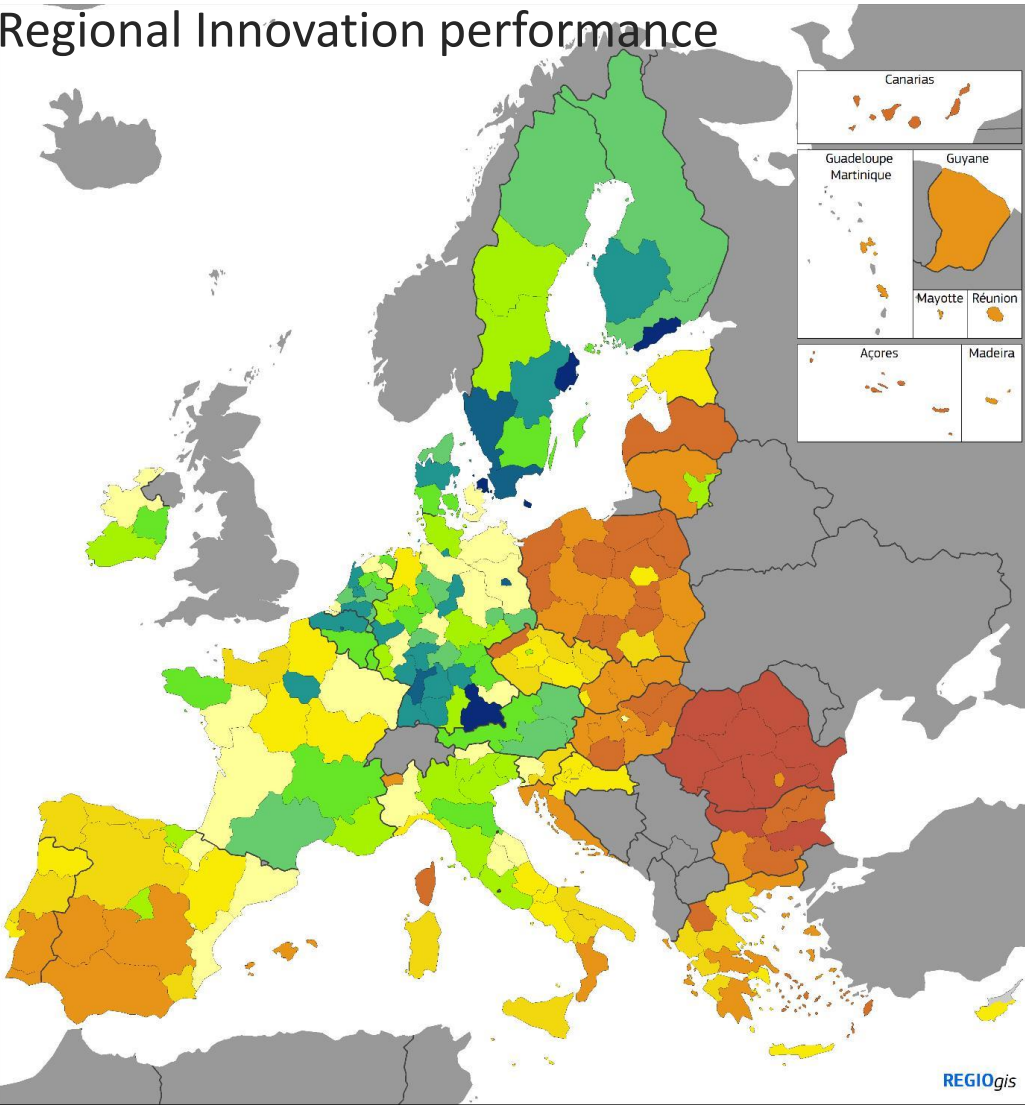 Regional Innovation performance
Canarias
Guadeloupe
Martinique
Guyane
Mayotte
Réunion
Açores
Madeira
REGIOgis